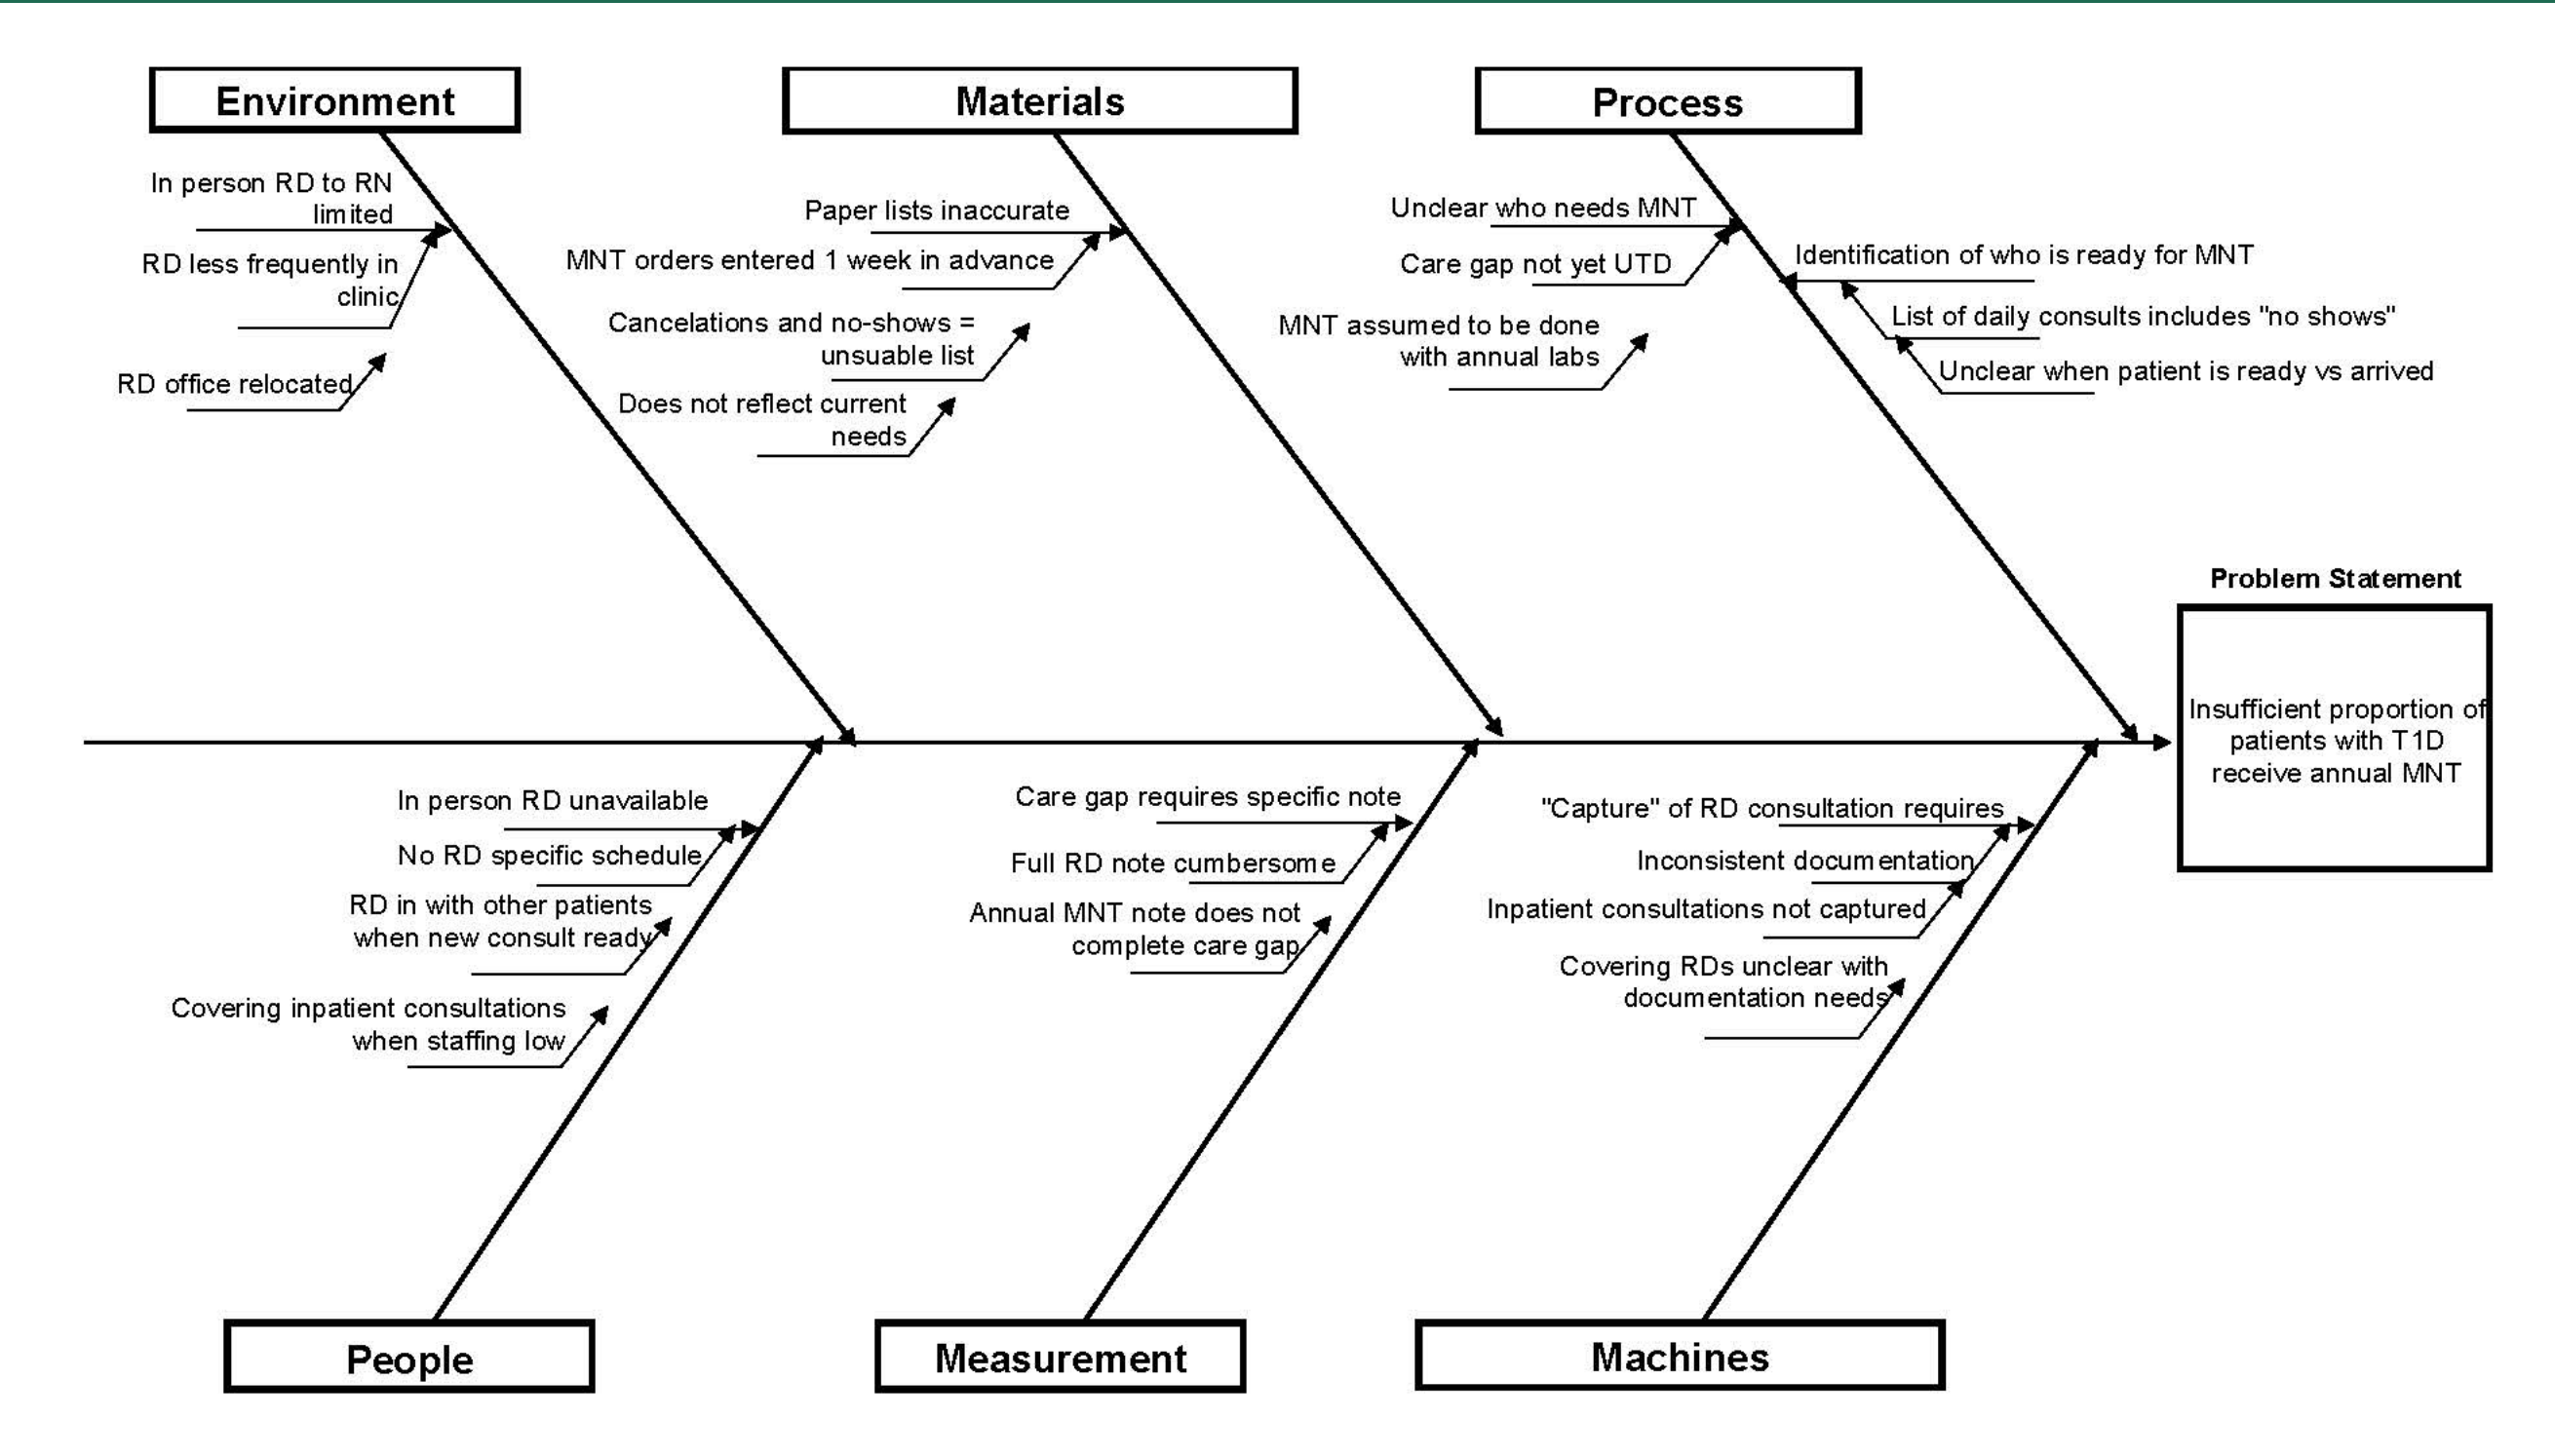 Environment
Materials
Process
In person RD to RN
limited
RD less frequently in
clinic
RD office relocated
Paper lists inaccurate
MNT orders entered 1 week in advance
Cancelations and no-shows =
unsuable list
Does not reflect current
needs
Unclear who needs MNT
Care gap not yet UTD
MNT assumed to be done
with annual labs
Identification of who is ready for MNT
List of daily consults includes "no shows"
Unclear when patient is ready vs arrived
Problem Statement
Insufficient proportion of
patients with T1D
receive annual MNT
In person RD unavailable
No RD specific schedule
RD in with other patients
when new consult ready
Covering inpatient consultations
when staffing low
Care gap requires specific note
Full RD note cumbersome
Annual MNT note does not
complete care gap
"Capture" of RD consultation requires
Inconsistent documentation
Inpatient consultations not captured
Covering RDs unclear with
documentation needs
People
Measurement
Machines